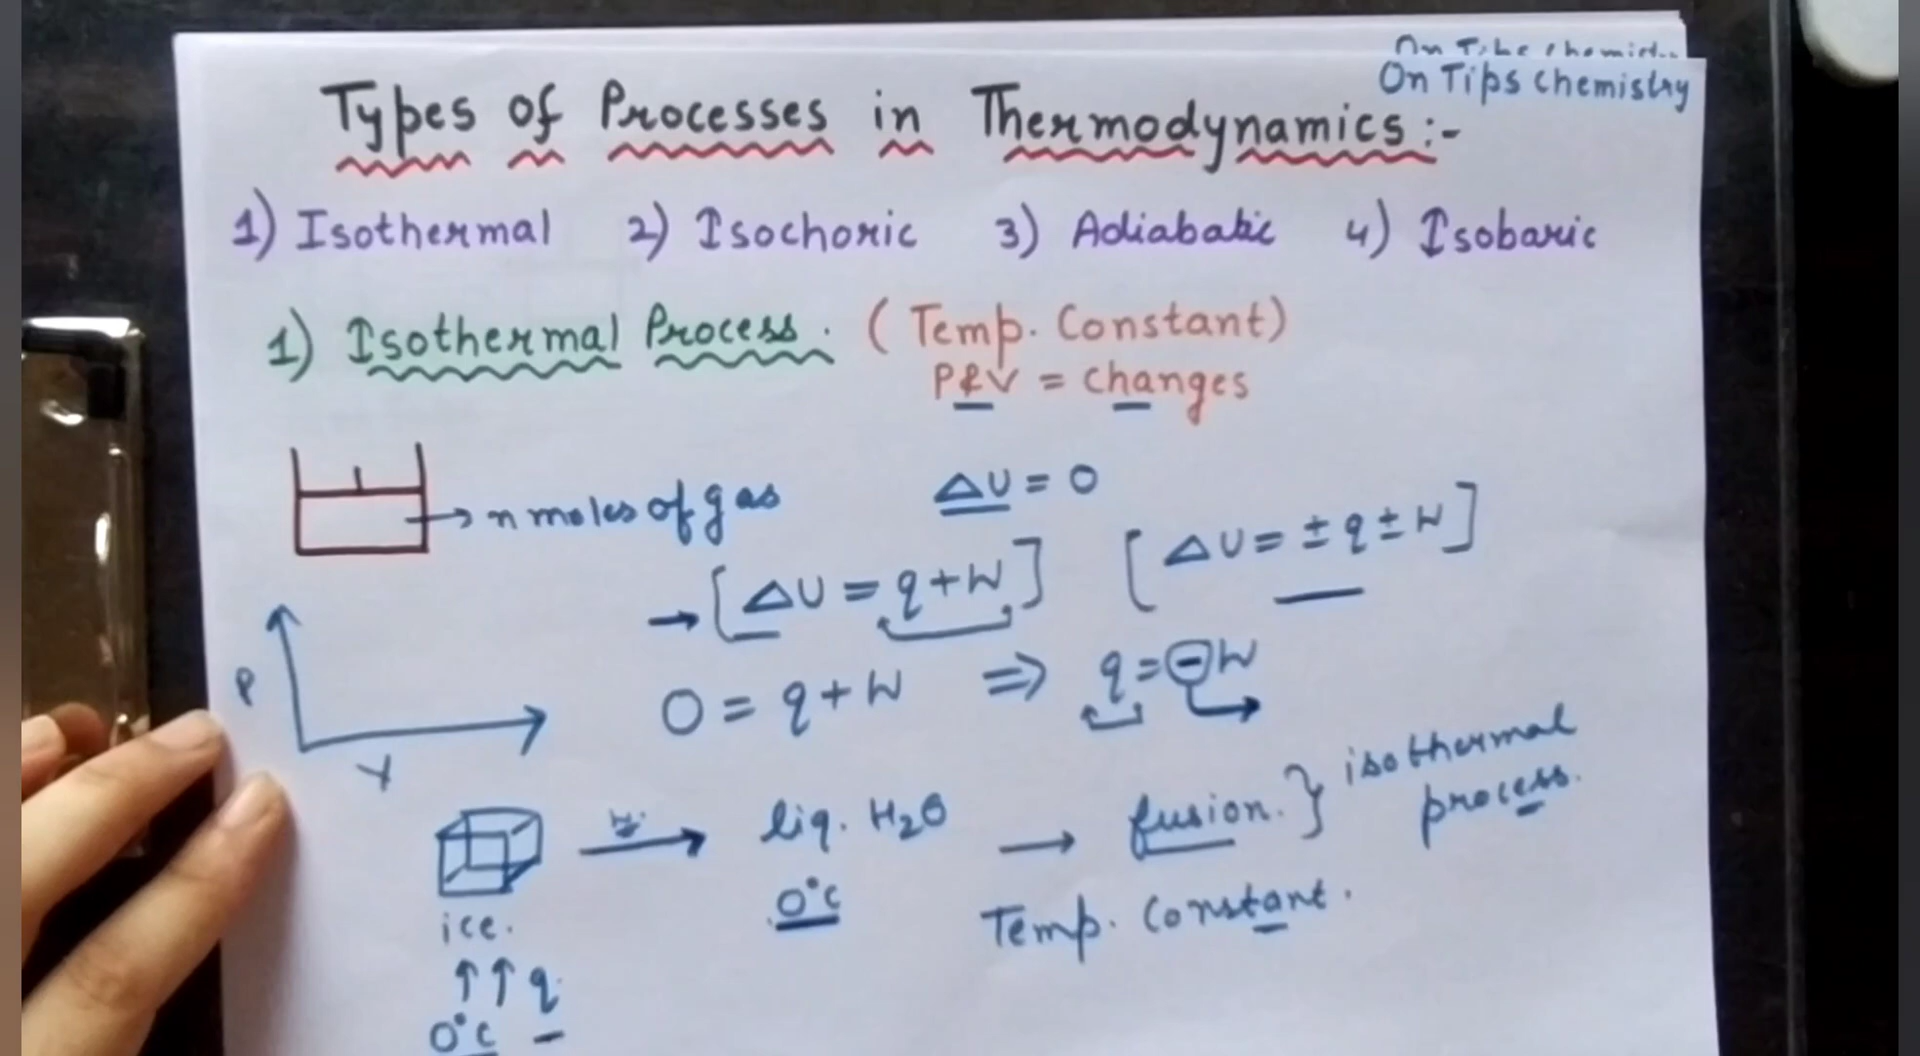 On Tips Chemistry
Types of Processes in Thermodynamics:-
1) Isothermal 2) Isochoric 3) Adiabatic 4) Isobaric
1) Isothermal Process. (Temp. Constant)
P&V = changes
→ n moles of gas
ΔU = 0
→ [ΔU = q+W] [ΔU = ±q ±W]
0 = q+W ⇒ q = -W
P
V
→ liq. H2O → fusion. } isothermal process.
ice. 0°C Temp. Constant.
↑↑ q
0°C